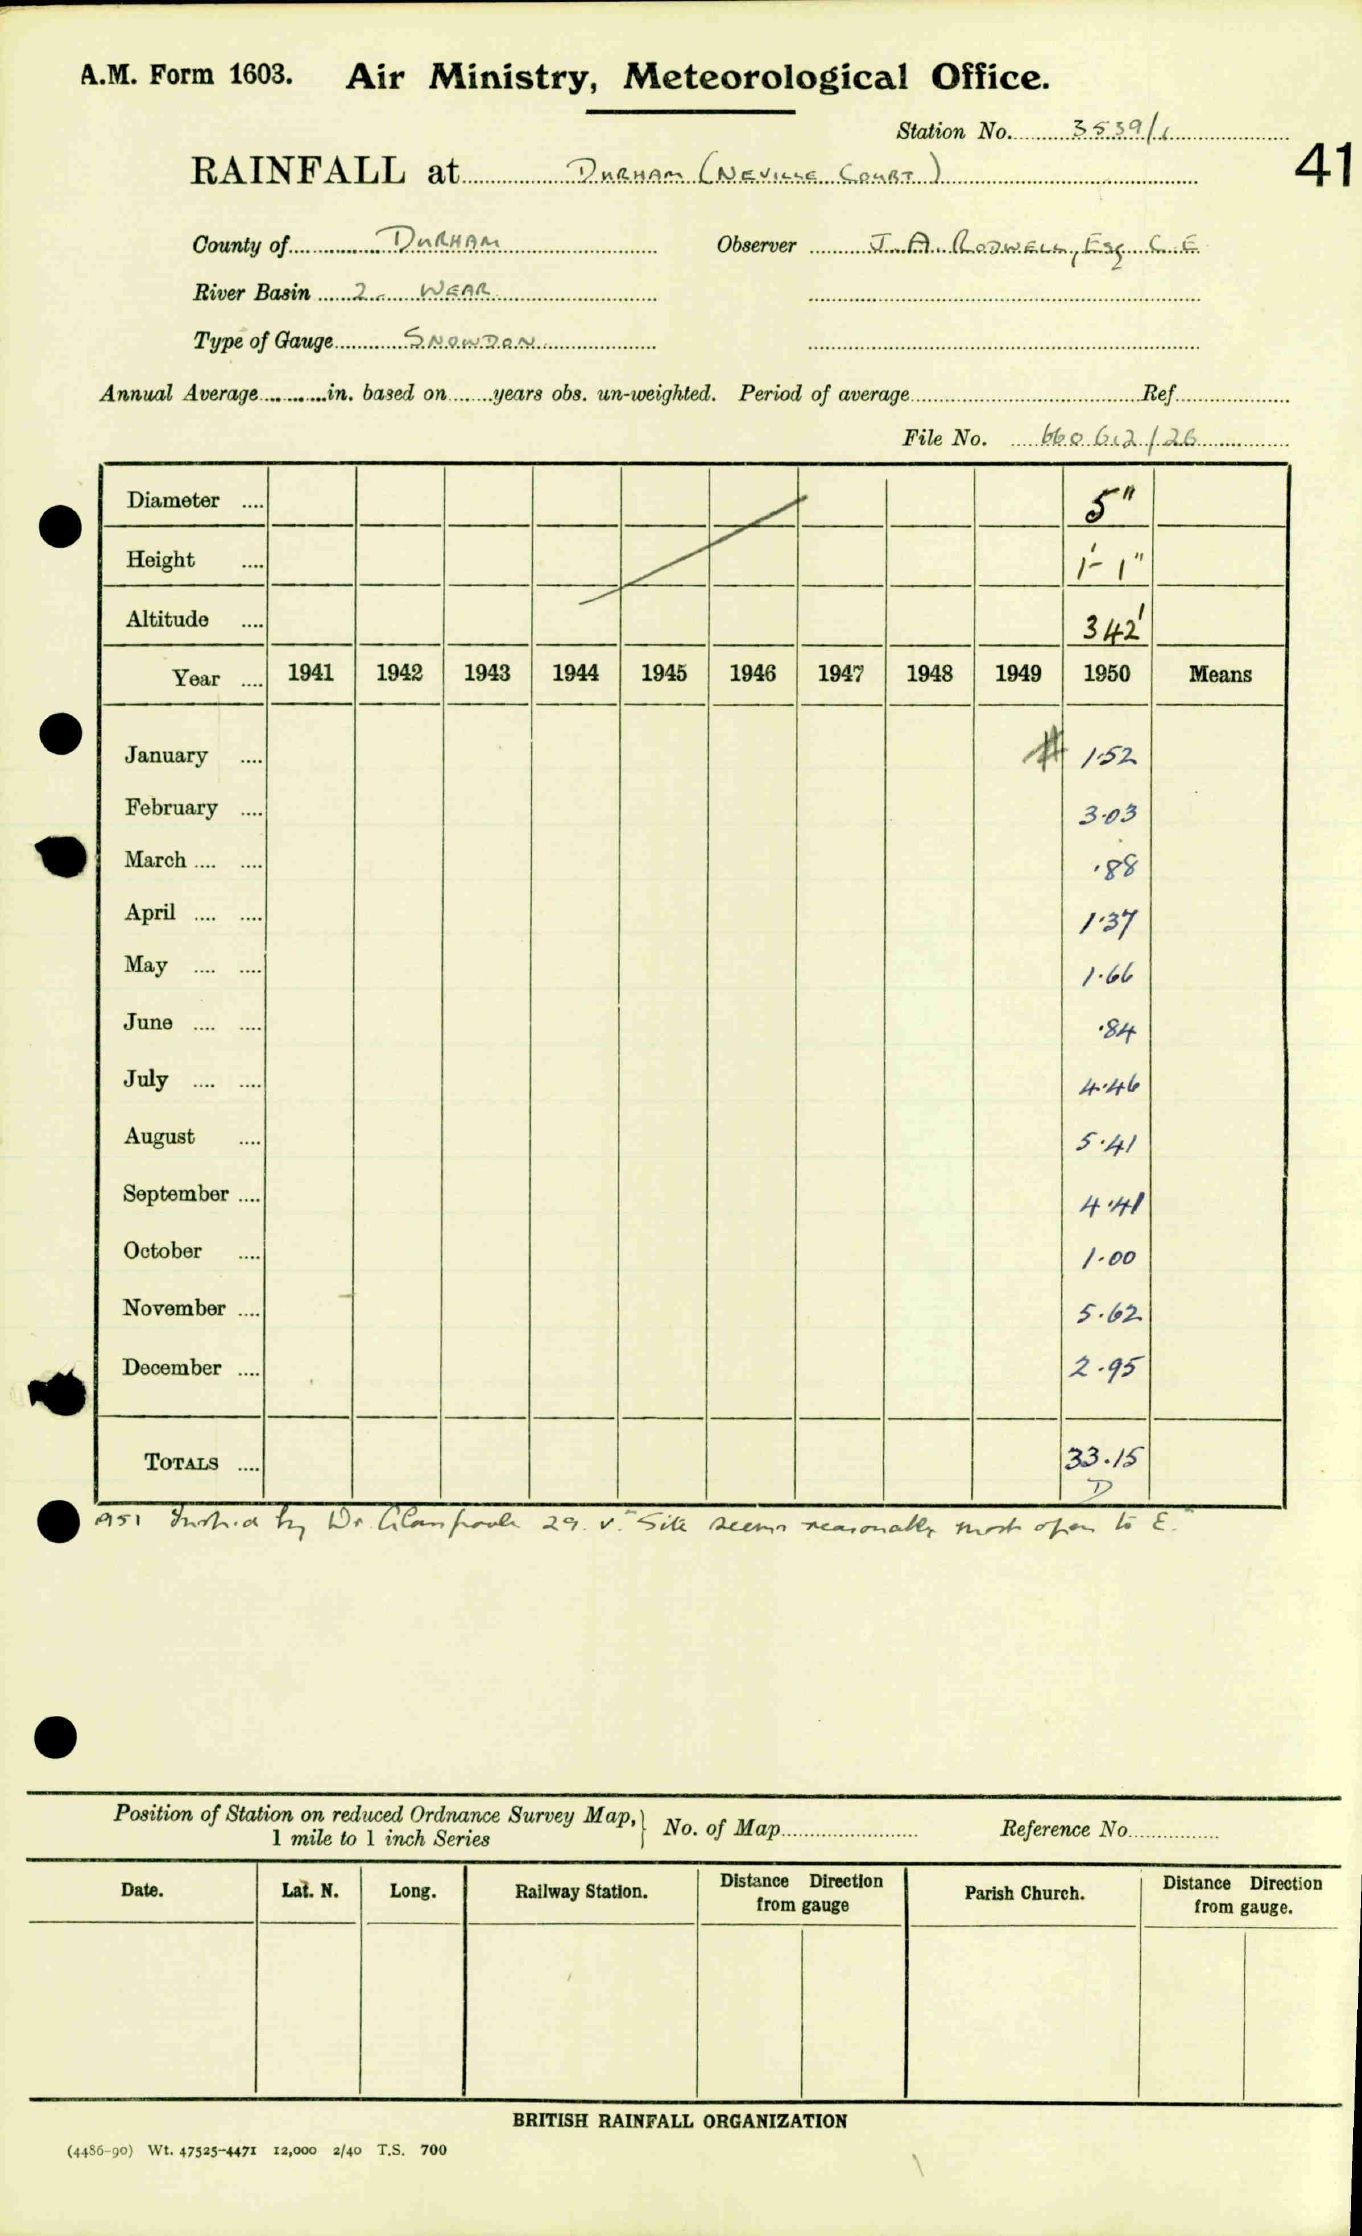 A.M. Form 1603. Air Ministry, Meteorological Office.
Station No. 3539/1
41
RAINFALL at DURHAM (NEVILLE COURT)
County of DURHAM Observer J. A. RODWELL, Esq C.E
River Basin 2. WEAR
Type of Gauge SNOWDON
Annual Average in. based on years obs. un-weighted. Period of average Ref.
File No. 660612/26
Diameter 5"
Height 1'-1"
Altitude 342'
Year 1941 1942 1943 1944 1945 1946 1947 1948 1949 1950 Means
January # 1.52
February 3.03
March .88
April 1.37
May 1.66
June .84
July 4.46
August 5.41
September 4.41
October 1.00
November 5.62
December 2.95
TOTALS 33.15
D
1951 by Dr. Glasspoole 29.v. "Site seems reasonable, most open to E."
Position of Station on reduced Ordnance Survey Map, } No. of Map Reference No.
1 mile to 1 inch Series
Date. Lat. N. Long. Railway Station. Distance Direction from gauge Parish Church. Distance Direction from gauge.
BRITISH RAINFALL ORGANIZATION
(4486-90) Wt. 47525-4471 12,000 2/40 T.S. 700